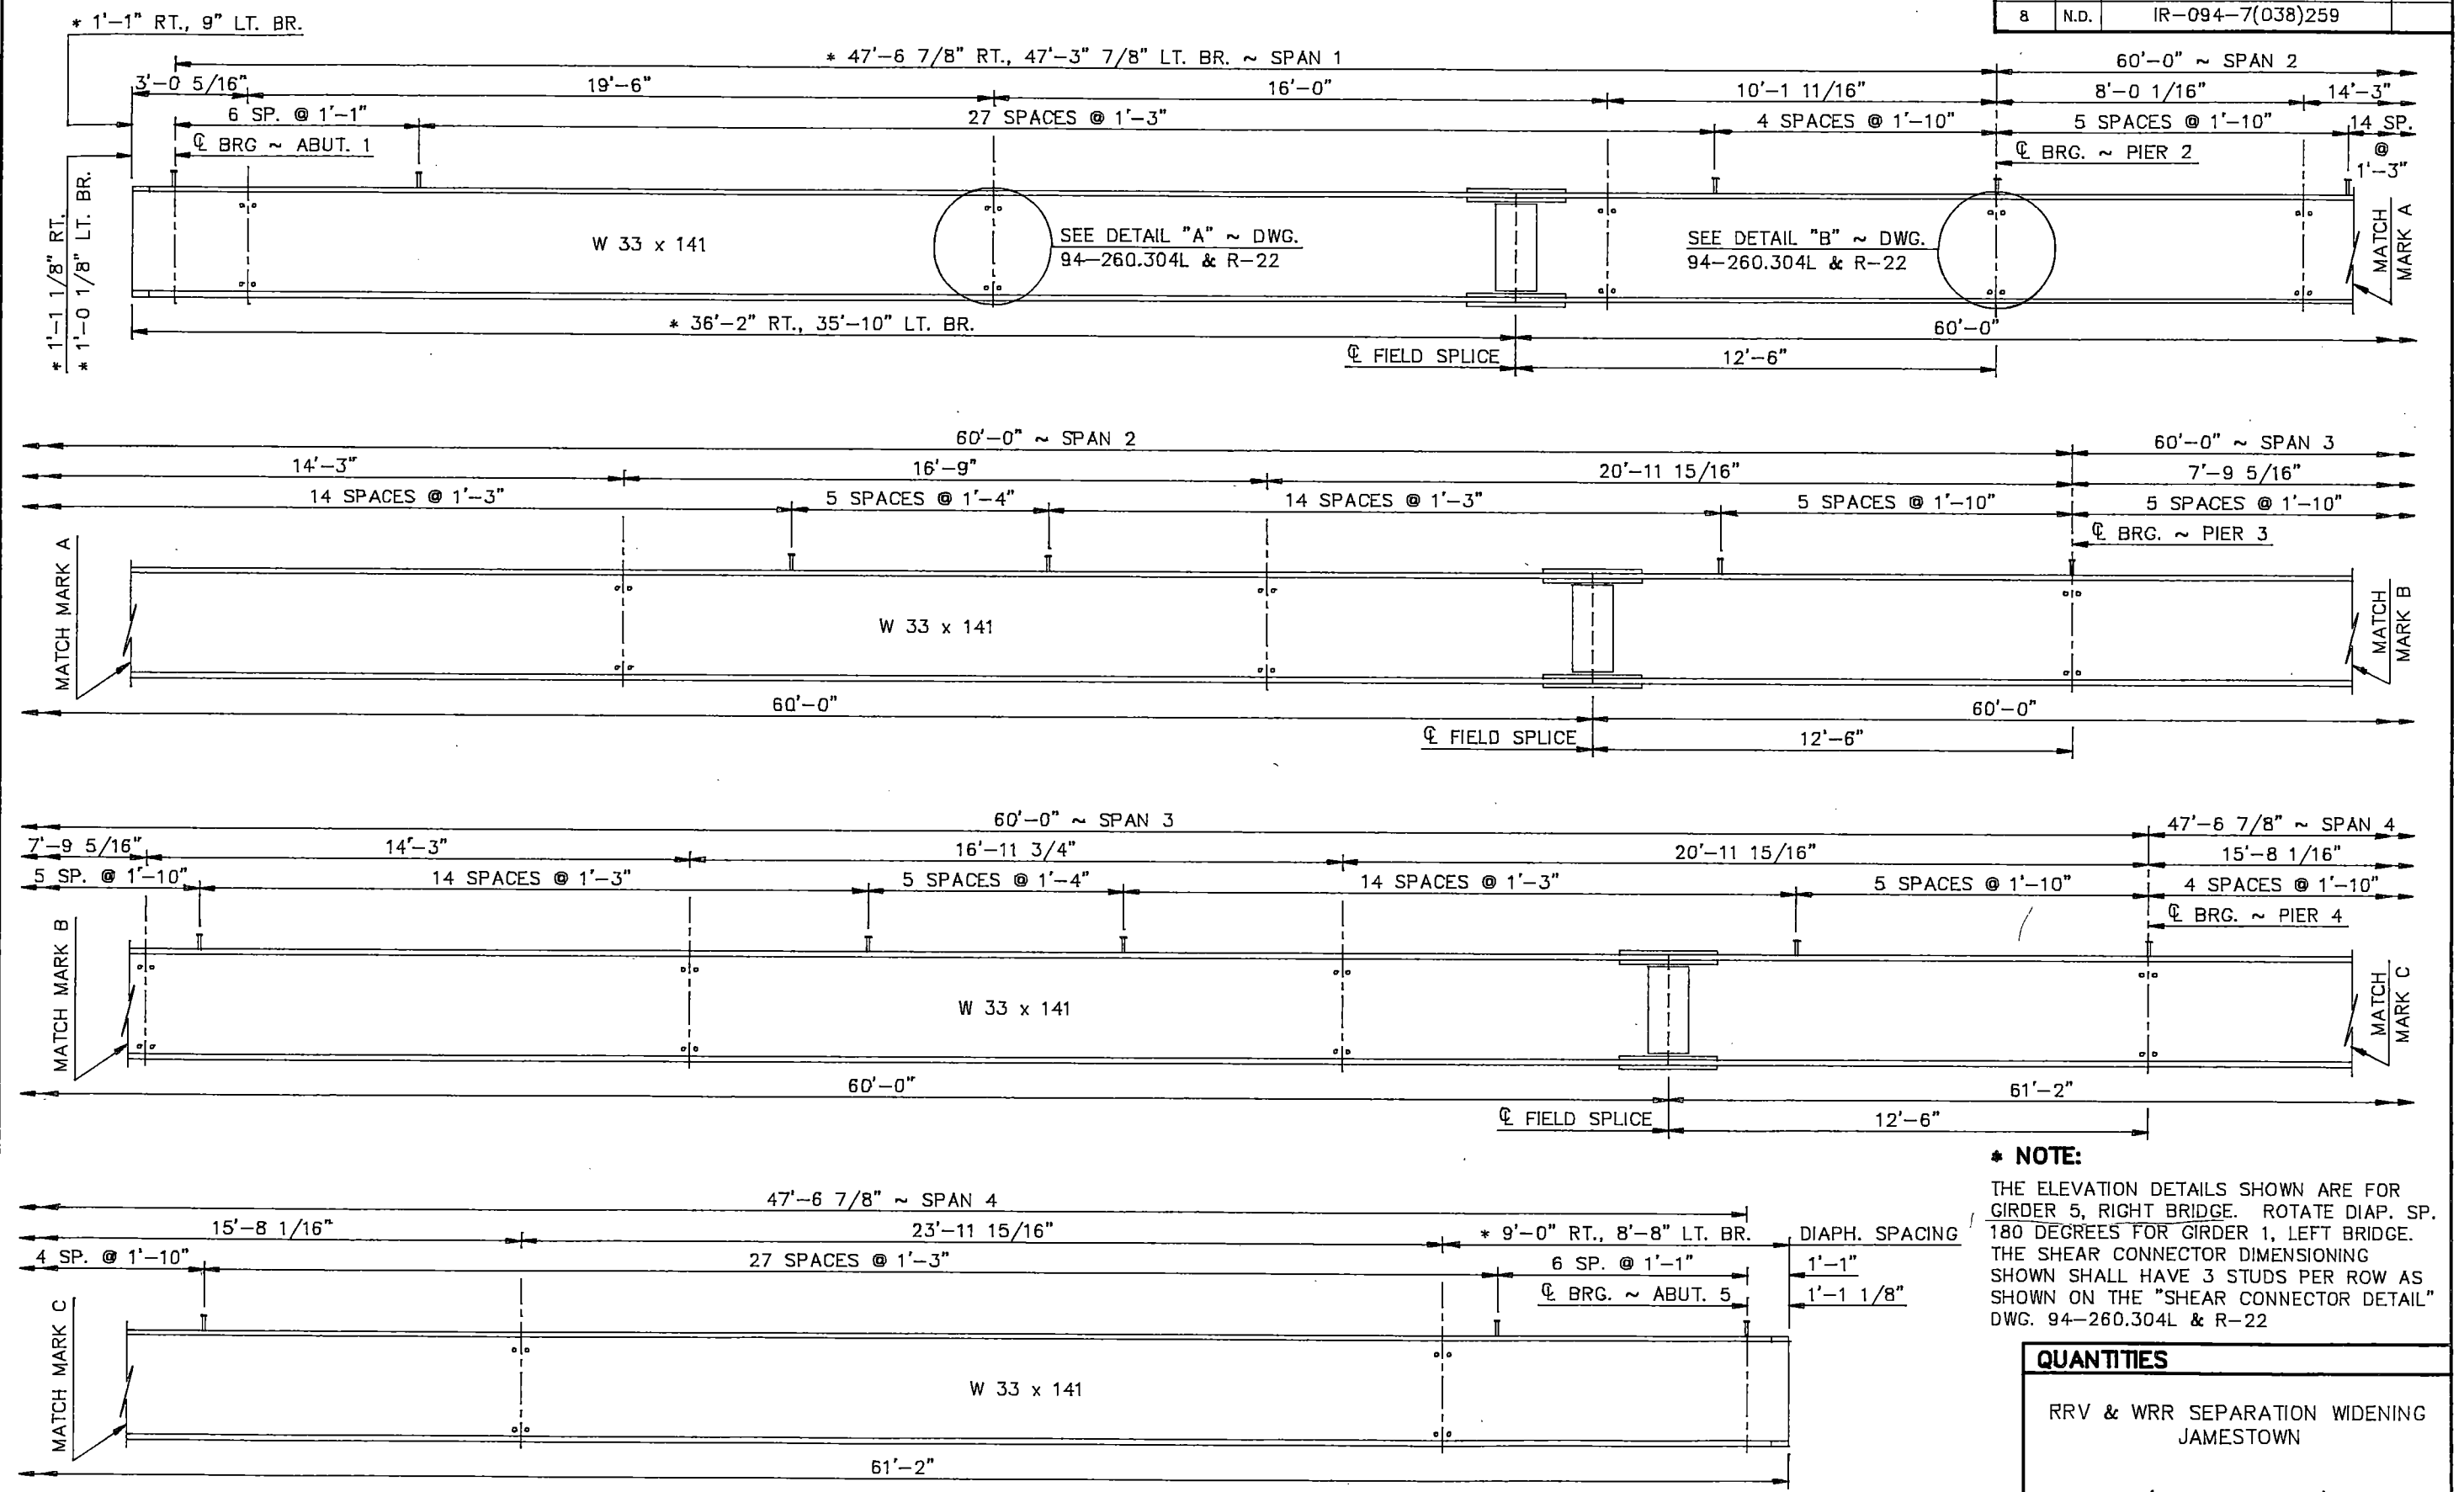 8 N.D. IR-094-7(038)259
* 1'-1" RT., 9" LT. BR.
* 47'-6 7/8" RT., 47'-3" 7/8" LT. BR. ~ SPAN 1
60'-0" ~ SPAN 2
3'-0 5/16"
19'-6"
16'-0"
10'-1 11/16"
8'-0 1/16"
14'-3"
6 SP. @ 1'-1"
27 SPACES @ 1'-3"
4 SPACES @ 1'-10"
5 SPACES @ 1'-10"
14 SP.
@
1'-3"
℄ BRG ~ ABUT. 1
℄ BRG. ~ PIER 2
* 1'-1 1/8" RT.
* 1'-0 1/8" LT. BR.
W 33 x 141
SEE DETAIL "A" ~ DWG.
94-260.304L & R-22
SEE DETAIL "B" ~ DWG.
94-260.304L & R-22
MATCH
MARK A
* 36'-2" RT., 35'-10" LT. BR.
60'-0"
℄ FIELD SPLICE
12'-6"
60'-0" ~ SPAN 2
60'-0" ~ SPAN 3
14'-3"
16'-9"
20'-11 15/16"
7'-9 5/16"
14 SPACES @ 1'-3"
5 SPACES @ 1'-4"
14 SPACES @ 1'-3"
5 SPACES @ 1'-10"
5 SPACES @ 1'-10"
℄ BRG. ~ PIER 3
MATCH MARK A
W 33 x 141
MATCH
MARK B
60'-0"
60'-0"
℄ FIELD SPLICE
12'-6"
60'-0" ~ SPAN 3
47'-6 7/8" ~ SPAN 4
7'-9 5/16"
14'-3"
16'-11 3/4"
20'-11 15/16"
15'-8 1/16"
5 SP. @ 1'-10"
14 SPACES @ 1'-3"
5 SPACES @ 1'-4"
14 SPACES @ 1'-3"
5 SPACES @ 1'-10"
4 SPACES @ 1'-10"
℄ BRG. ~ PIER 4
MATCH MARK B
W 33 x 141
MATCH
MARK C
60'-0"
61'-2"
℄ FIELD SPLICE
12'-6"
* NOTE:
THE ELEVATION DETAILS SHOWN ARE FOR
GIRDER 5, RIGHT BRIDGE. ROTATE DIAP. SP.
180 DEGREES FOR GIRDER 1, LEFT BRIDGE.
THE SHEAR CONNECTOR DIMENSIONING
SHOWN SHALL HAVE 3 STUDS PER ROW AS
SHOWN ON THE "SHEAR CONNECTOR DETAIL"
DWG. 94-260.304L & R-22
47'-6 7/8" ~ SPAN 4
15'-8 1/16"
23'-11 15/16"
* 9'-0" RT., 8'-8" LT. BR.
DIAPH. SPACING
4 SP. @ 1'-10"
27 SPACES @ 1'-3"
6 SP. @ 1'-1"
1'-1"
℄ BRG. ~ ABUT. 5
1'-1 1/8"
MATCH MARK C
W 33 x 141
61'-2"
QUANTITIES
RRV & WRR SEPARATION WIDENING
JAMESTOWN